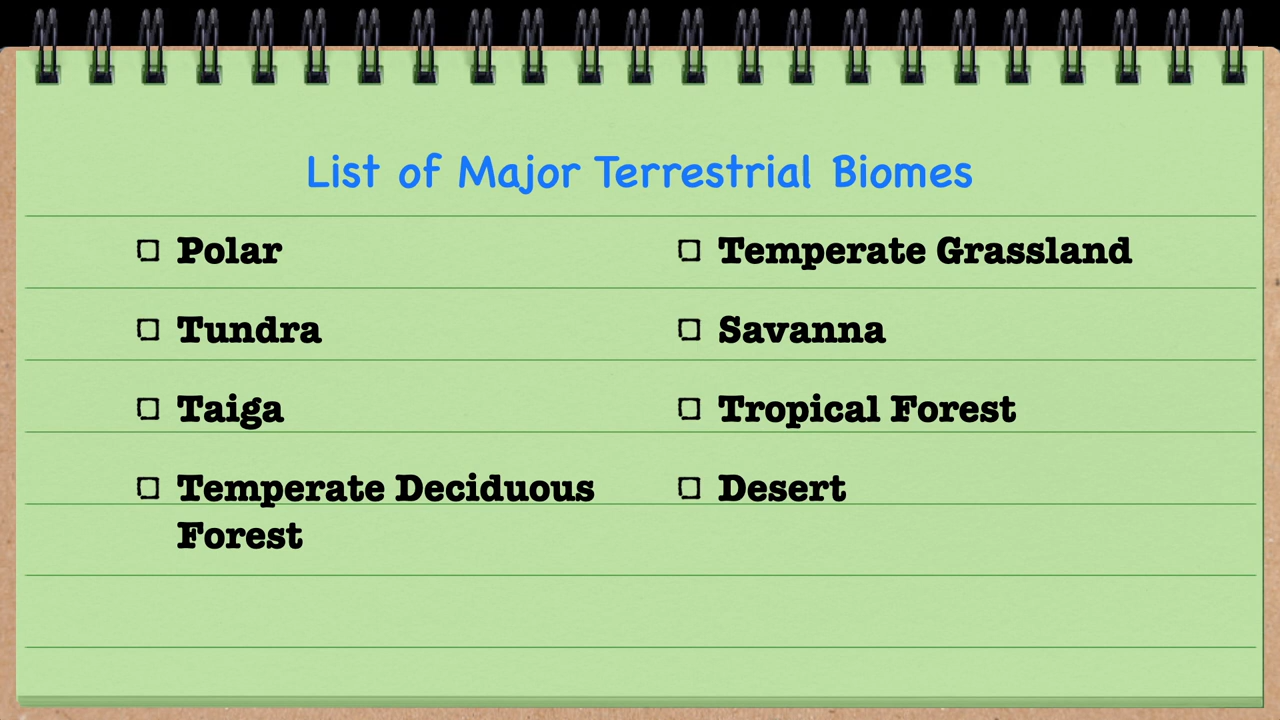 List of Major Terrestrial Biomes
Polar
Tundra
Taiga
Temperate Deciduous
Forest
Temperate Grassland
Savanna
Tropical Forest
Desert